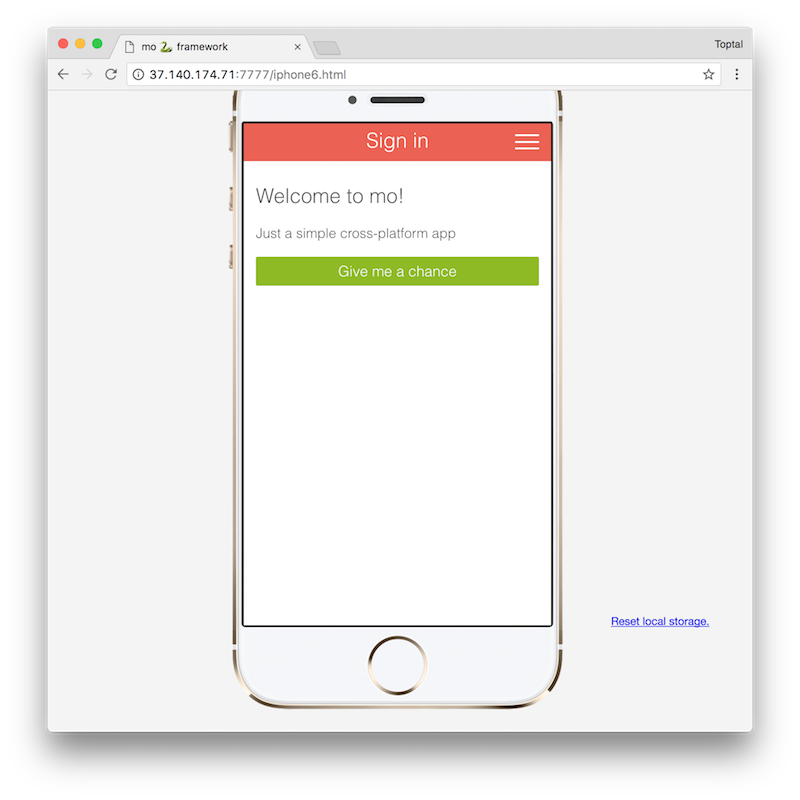 mo 🐍 framework
Toptal
37.140.174.71:7777/iphone6.html
Sign in
Welcome to mo!
Just a simple cross-platform app
Give me a chance
Reset local storage.